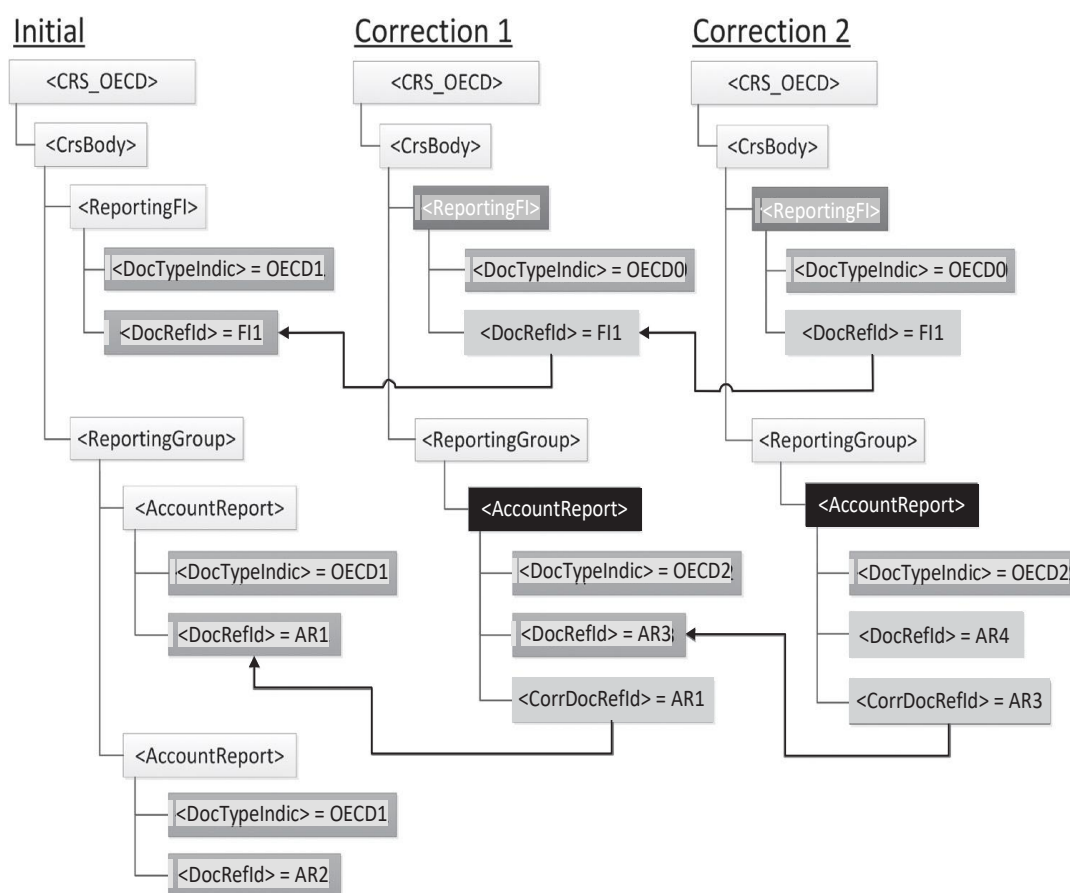 Initial
<CRS_OECD>
<CrsBody>
<ReportingFI>
<DocTypeIndic> = OECD1
<DocRefId> = FI1
<ReportingGroup>
<AccountReport>
<DocTypeIndic> = OECD1
<DocRefId> = AR1
<AccountReport>
<DocTypeIndic> = OECD1
<DocRefId> = AR2
Correction 1
<CRS_OECD>
<CrsBody>
<ReportingFI>
<DocTypeIndic> = OECD0
<DocRefId> = FI1
<ReportingGroup>
<AccountReport>
<DocTypeIndic> = OECD2
<DocRefId> = AR3
<CorrDocRefId> = AR1
Correction 2
<CRS_OECD>
<CrsBody>
<ReportingFI>
<DocTypeIndic> = OECD0
<DocRefId> = FI1
<ReportingGroup>
<AccountReport>
<DocTypeIndic> = OECD2
<DocRefId> = AR4
<CorrDocRefId> = AR3